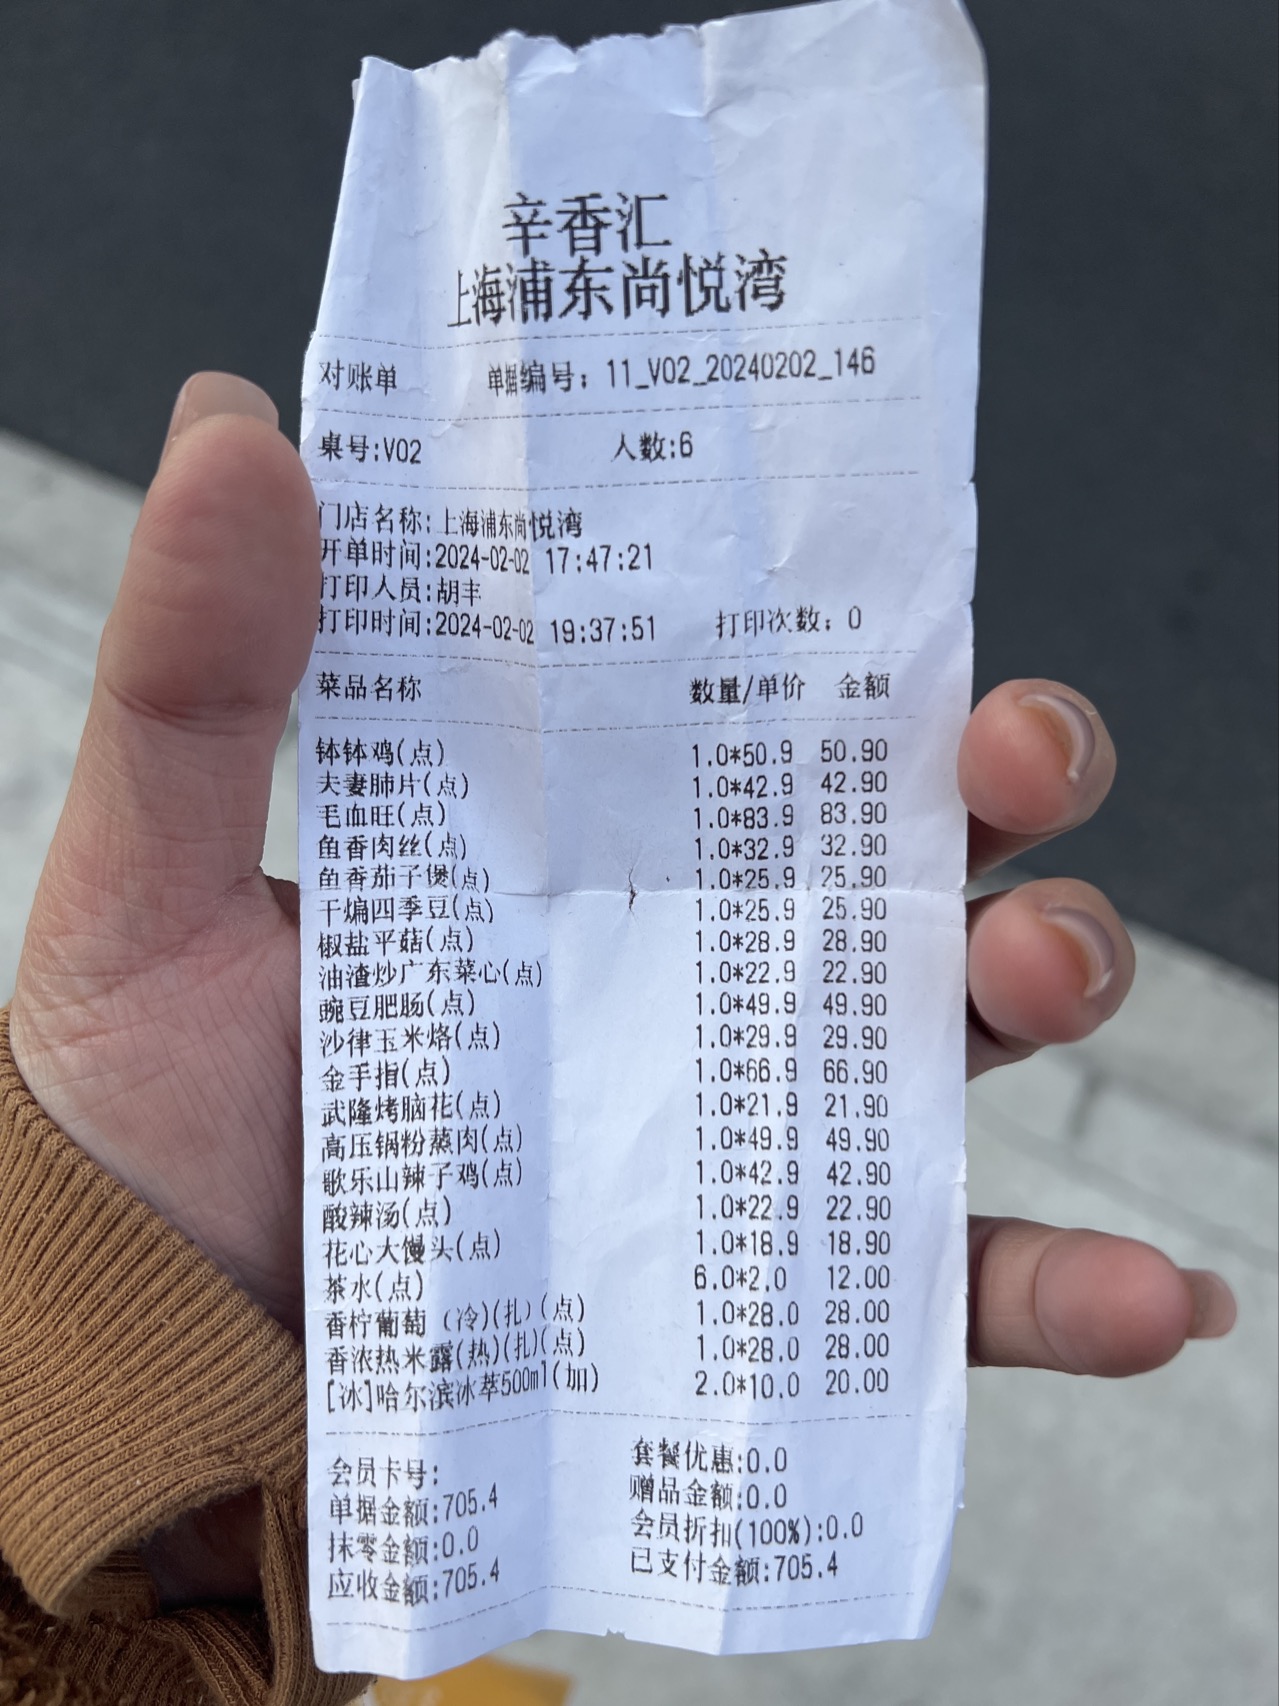 辛香汇
上海浦东尚悦湾
对账单 单据编号：11_V02_20240202_146
桌号:V02 人数:6
门店名称:上海浦东尚悦湾
开单时间:2024-02-02 17:47:21
打印人员:胡丰
打印时间:2024-02-02 19:37:51 打印次数：0
菜品名称 数量/单价 金额
钵钵鸡(点) 1.0*50.9 50.90
夫妻肺片(点) 1.0*42.9 42.90
毛血旺(点) 1.0*83.9 83.90
鱼香肉丝(点) 1.0*32.9 32.90
鱼香茄子煲(点) 1.0*25.9 25.90
干煸四季豆(点) 1.0*25.9 25.90
椒盐平菇(点) 1.0*28.9 28.90
油渣炒广东菜心(点) 1.0*22.9 22.90
豌豆肥肠(点) 1.0*49.9 49.90
沙律玉米烙(点) 1.0*29.9 29.90
金手指(点) 1.0*66.9 66.90
武隆烤脑花(点) 1.0*21.9 21.90
高压锅粉蒸肉(点) 1.0*49.9 49.90
歌乐山辣子鸡(点) 1.0*42.9 42.90
酸辣汤(点) 1.0*22.9 22.90
花心大馒头(点) 1.0*18.9 18.90
茶水(点) 6.0*2.0 12.00
香柠葡萄（冷)(扎)(点) 1.0*28.0 28.00
香浓热米露(热)(扎)(点) 1.0*28.0 28.00
[冰]哈尔滨冰萃500ml(加) 2.0*10.0 20.00
会员卡号: 套餐优惠:0.0
单据金额:705.4 赠品金额:0.0
抹零金额:0.0 会员折扣(100%):0.0
应收金额:705.4 已支付金额:705.4